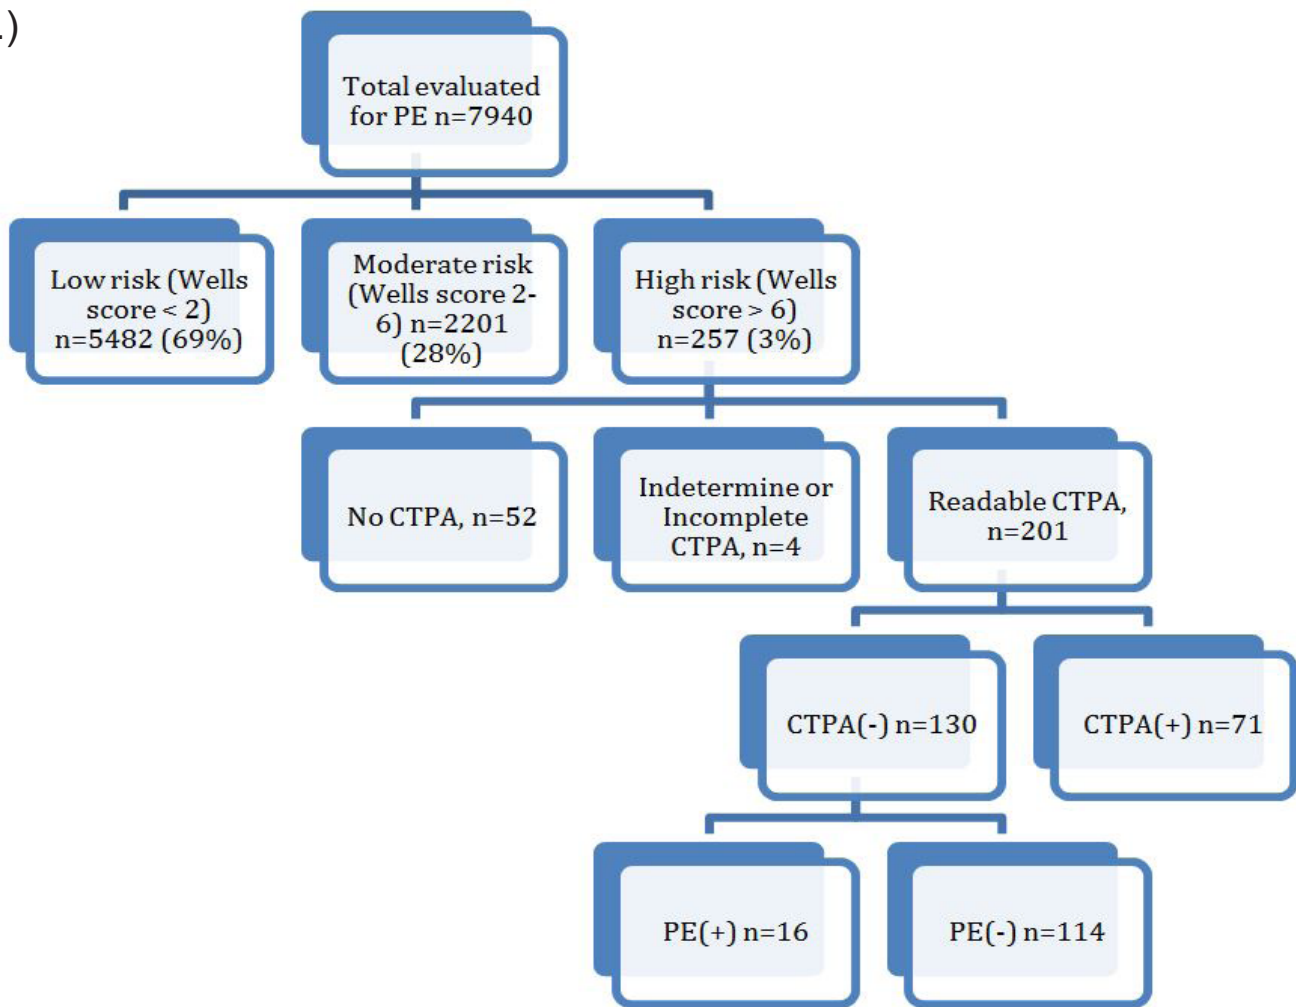 Total evaluated
for PE n=7940
Low risk (Wells
score < 2)
n=5482 (69%)
Moderate risk
(Wells score 2-
6) n=2201
(28%)
High risk (Wells
score > 6)
n=257 (3%)
No CTPA, n=52
Indetermine or
Incomplete
CTPA, n=4
Readable CTPA,
n=201
CTPA(-) n=130
CTPA(+) n=71
PE(+) n=16
PE(-) n=114